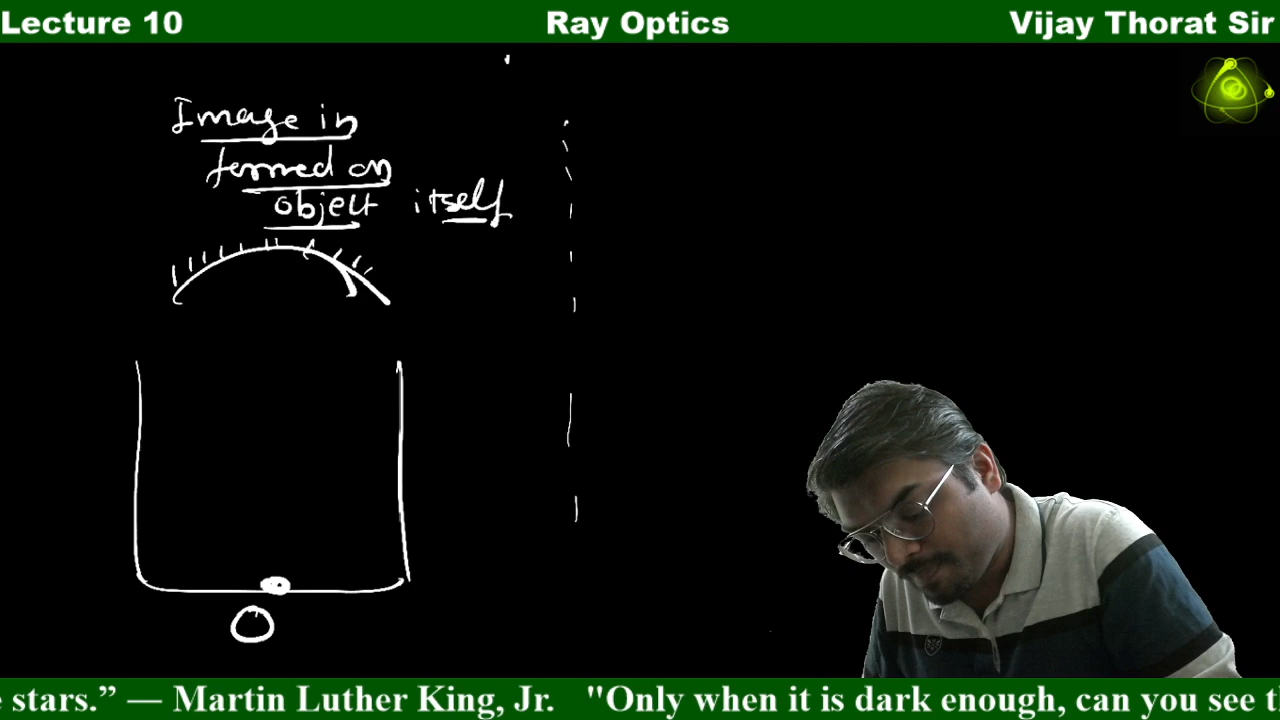 Lecture 10 Ray Optics Vijay Thorat Sir
Image in
formed on
object itself
O
e stars.” — Martin Luther King, Jr. "Only when it is dark enough, can you see t